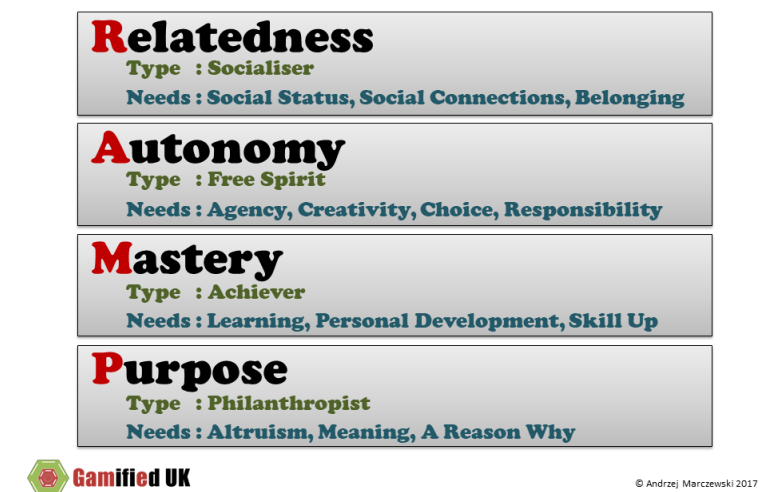 Relatedness
Type : Socialiser
Needs : Social Status, Social Connections, Belonging
Autonomy
Type : Free Spirit
Needs : Agency, Creativity, Choice, Responsibility
Mastery
Type : Achiever
Needs : Learning, Personal Development, Skill Up
Purpose
Type : Philanthropist
Needs : Altruism, Meaning, A Reason Why
Gamified UK
© Andrzej Marczewski 2017